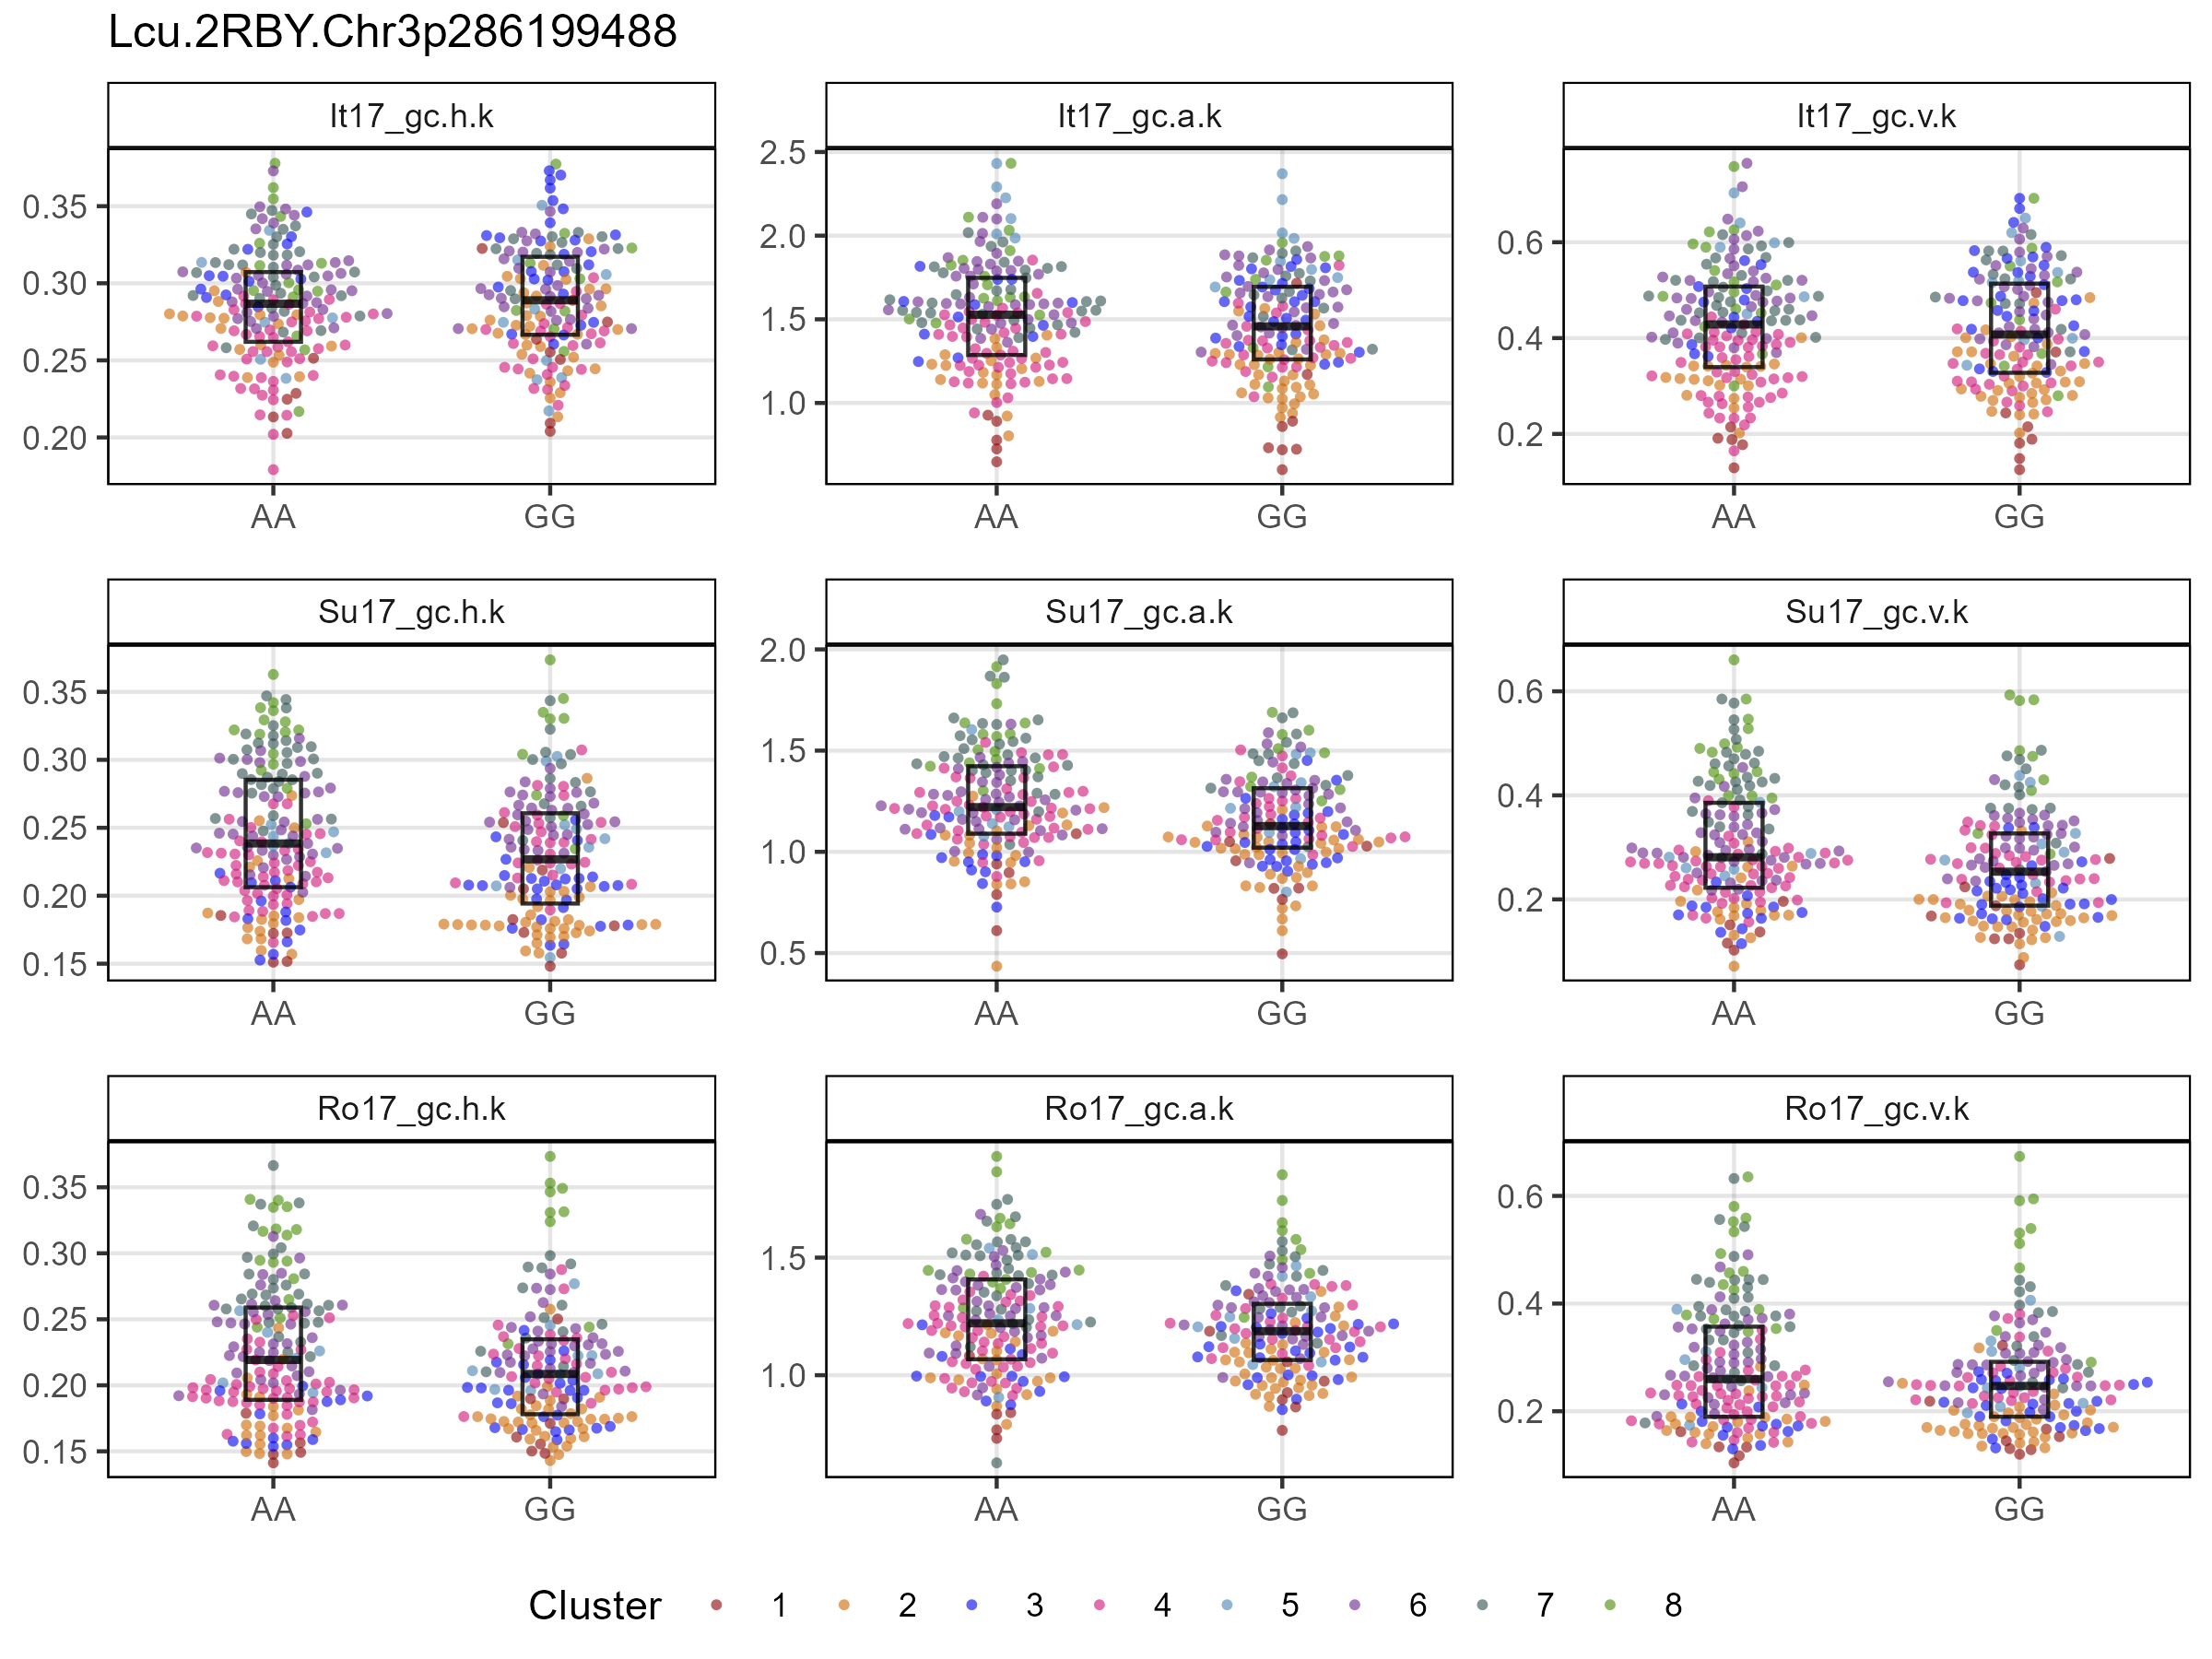 Lcu.2RBY.Chr3p286199488
It17_gc.h.k It17_gc.a.k It17_gc.v.k
0.35
0.30
0.25
0.20
AA GG
2.5
2.0
1.5
1.0
AA GG
0.6
0.4
0.2
AA GG
Su17_gc.h.k Su17_gc.a.k Su17_gc.v.k
0.35
0.30
0.25
0.20
0.15
AA GG
2.0
1.5
1.0
0.5
AA GG
0.6
0.4
0.2
AA GG
Ro17_gc.h.k Ro17_gc.a.k Ro17_gc.v.k
0.35
0.30
0.25
0.20
0.15
AA GG
1.5
1.0
AA GG
0.6
0.4
0.2
AA GG
Cluster 1 2 3 4 5 6 7 8